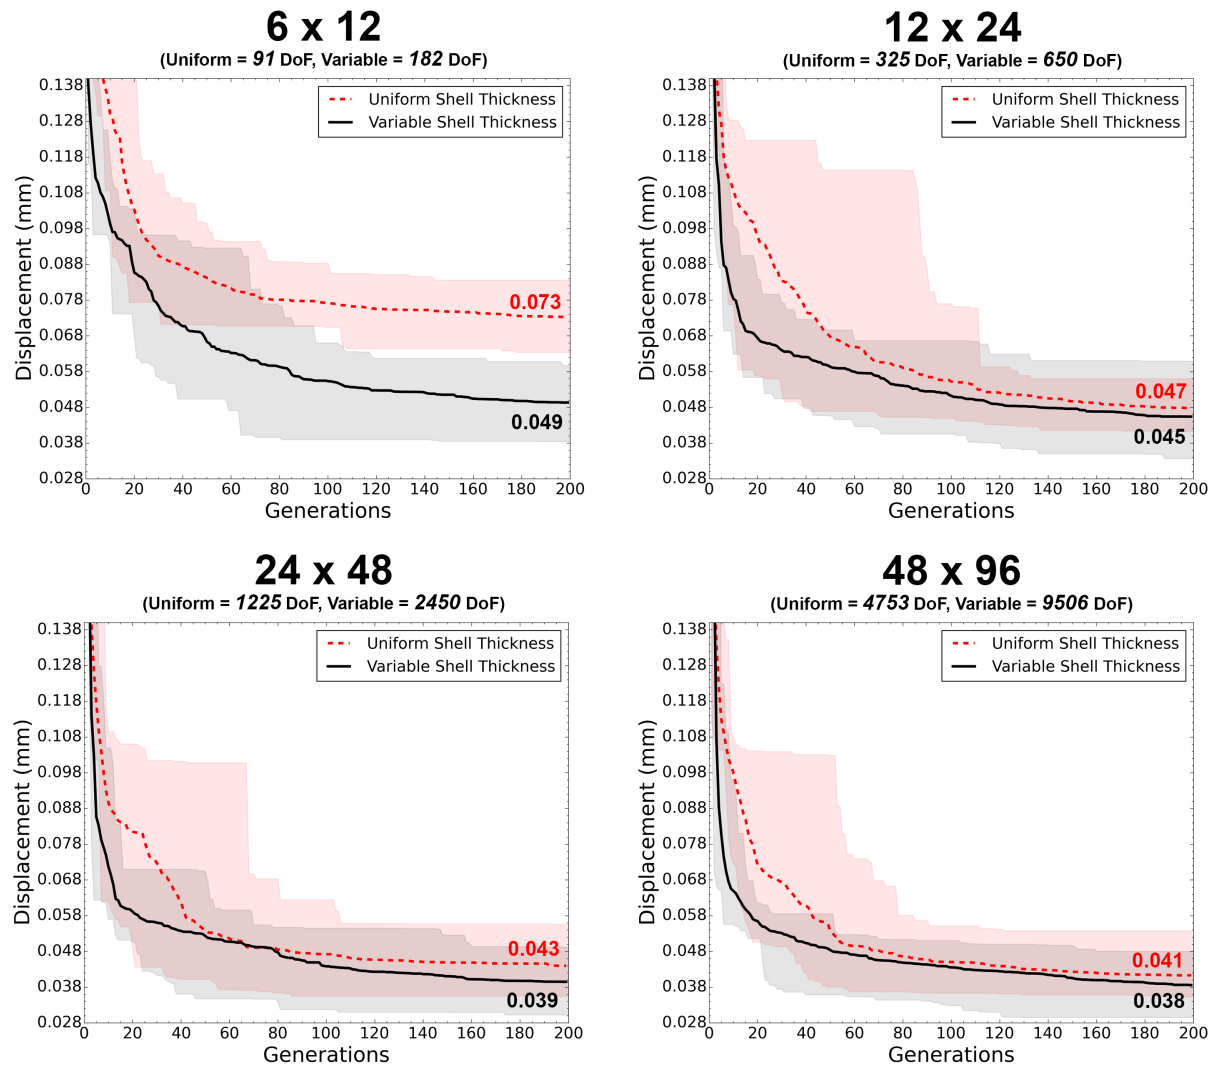 6 x 12
(Uniform = 91 DoF, Variable = 182 DoF)
0.138
0.128
0.118
0.108
0.098
0.088
0.078
0.068
0.058
0.048
0.038
0.028
Displacement (mm)
Uniform Shell Thickness
Variable Shell Thickness
0.073
0.049
0 20 40 60 80 100 120 140 160 180 200
Generations
12 x 24
(Uniform = 325 DoF, Variable = 650 DoF)
0.138
0.128
0.118
0.108
0.098
0.088
0.078
0.068
0.058
0.048
0.038
0.028
Displacement (mm)
Uniform Shell Thickness
Variable Shell Thickness
0.047
0.045
0 20 40 60 80 100 120 140 160 180 200
Generations
24 x 48
(Uniform = 1225 DoF, Variable = 2450 DoF)
0.138
0.128
0.118
0.108
0.098
0.088
0.078
0.068
0.058
0.048
0.038
0.028
Displacement (mm)
Uniform Shell Thickness
Variable Shell Thickness
0.043
0.039
0 20 40 60 80 100 120 140 160 180 200
Generations
48 x 96
(Uniform = 4753 DoF, Variable = 9506 DoF)
0.138
0.128
0.118
0.108
0.098
0.088
0.078
0.068
0.058
0.048
0.038
0.028
Displacement (mm)
Uniform Shell Thickness
Variable Shell Thickness
0.041
0.038
0 20 40 60 80 100 120 140 160 180 200
Generations